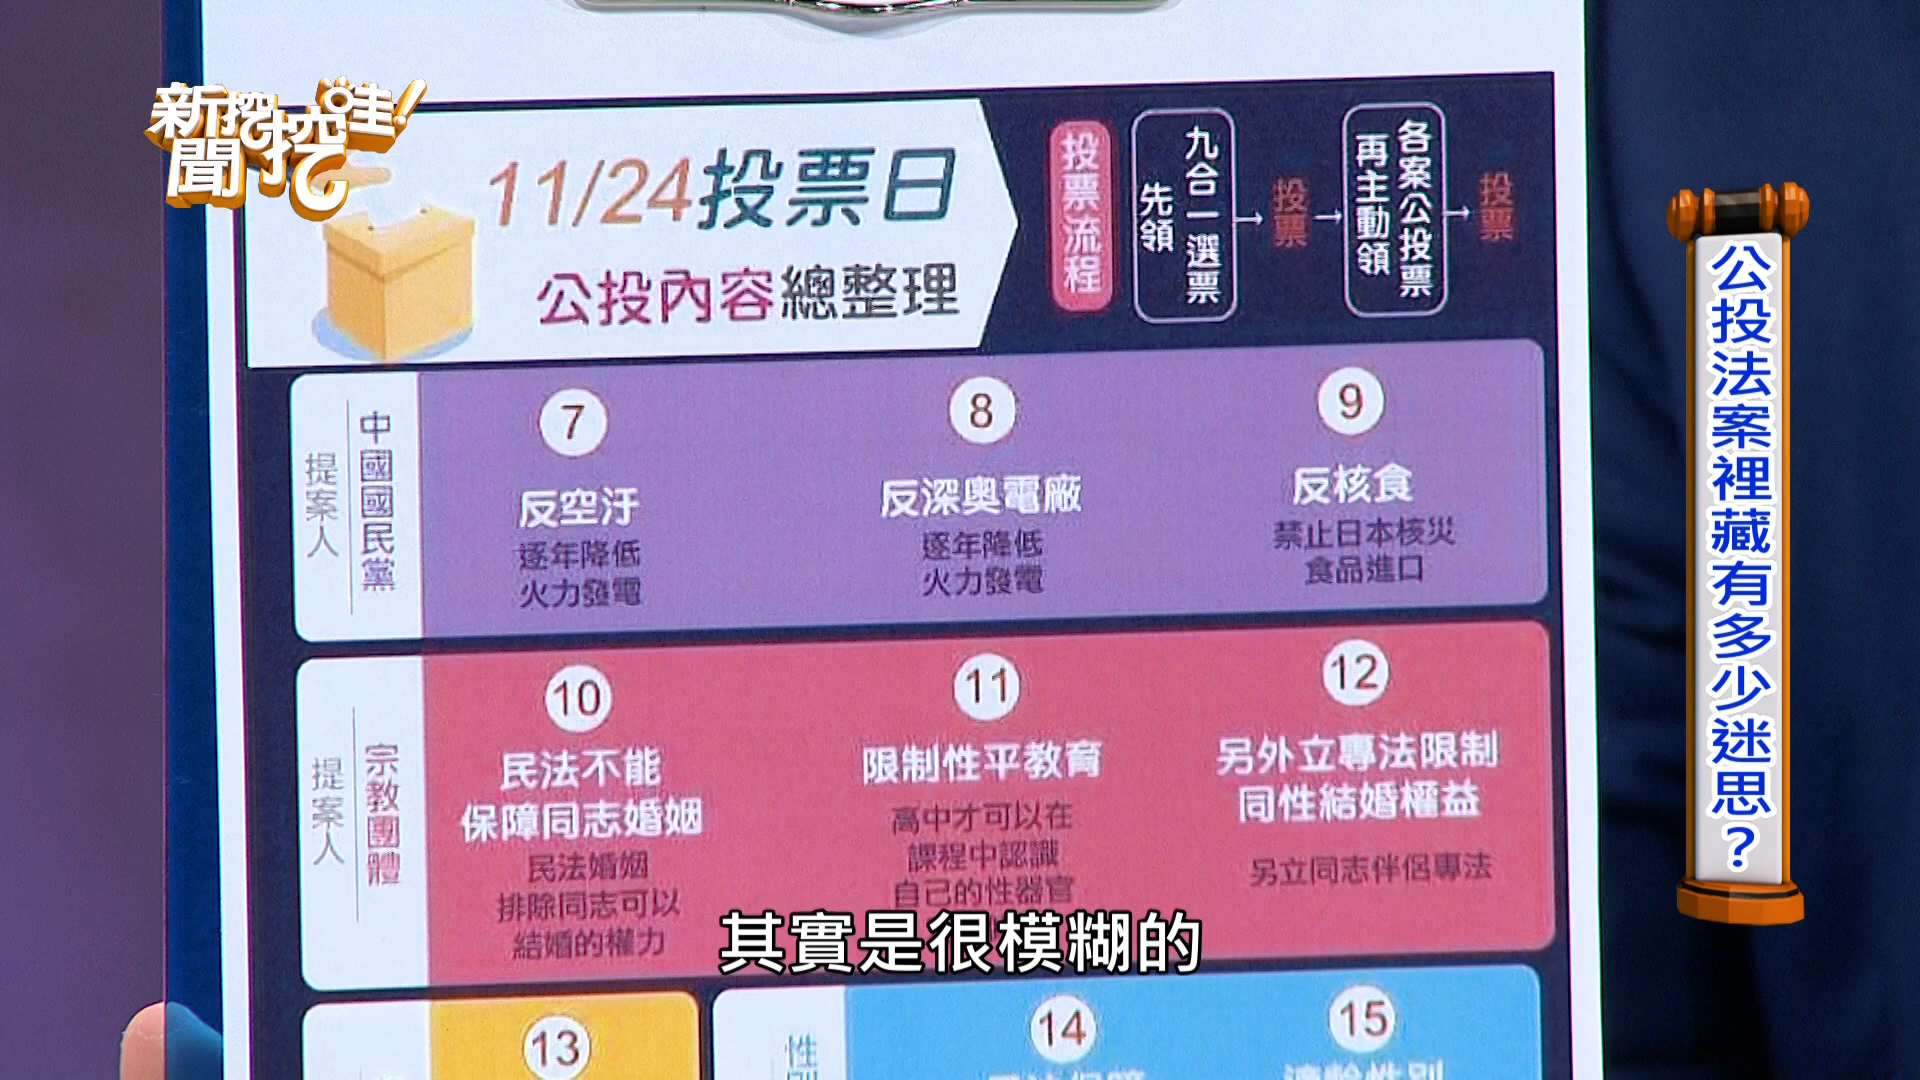 新聞挖挖哇!
11/24投票日
公投內容總整理
投票流程
九合一選票
先領
投票
各案公投票
再主動領
投票
中國國民黨
提案人
7
反空汙
逐年降低
火力發電
8
反深奧電廠
逐年降低
火力發電
9
反核食
禁止日本核災
食品進口
宗教團體
提案人
10
民法不能
保障同志婚姻
民法婚姻
排除同志可以
結婚的權力
11
限制性平教育
高中才可以在
課程中認識
自己的性器官
12
另外立專法限制
同性結婚權益
另立同志伴侶專法
13
14
15
其實是很模糊的
公投法案裡藏有多少迷思?